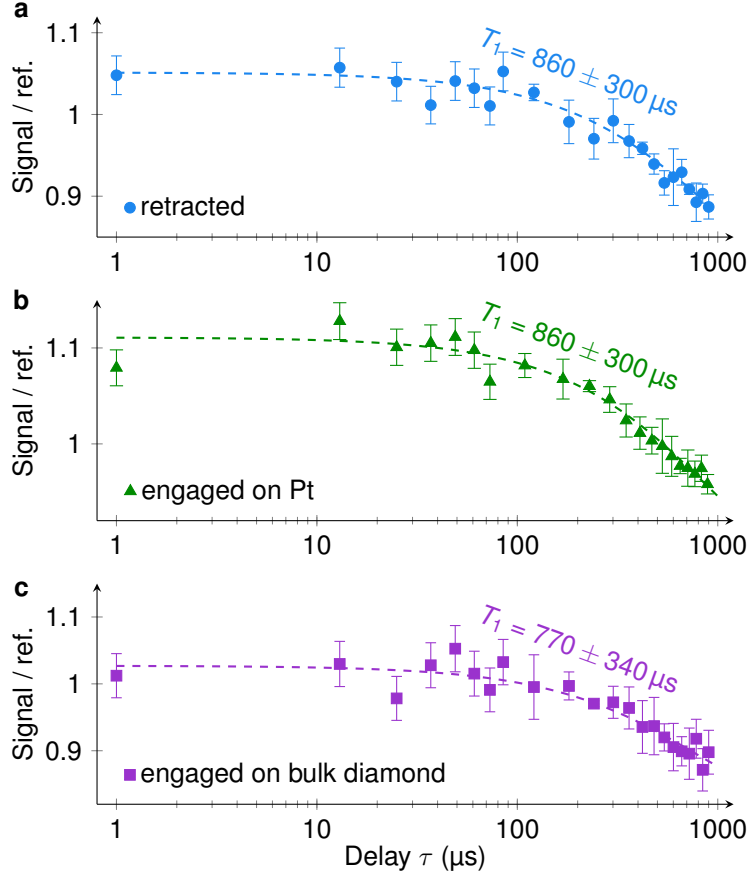 a
1.1
1
0.9
Signal / ref.
T₁ = 860 ± 300 µs
retracted
1 10 100 1000
b
1.1
1
Signal / ref.
T₁ = 860 ± 300 µs
engaged on Pt
1 10 100 1000
c
1.1
1.0
0.9
Signal / ref.
T₁ = 770 ± 340 µs
engaged on bulk diamond
1 10 100 1000
Delay τ (µs)